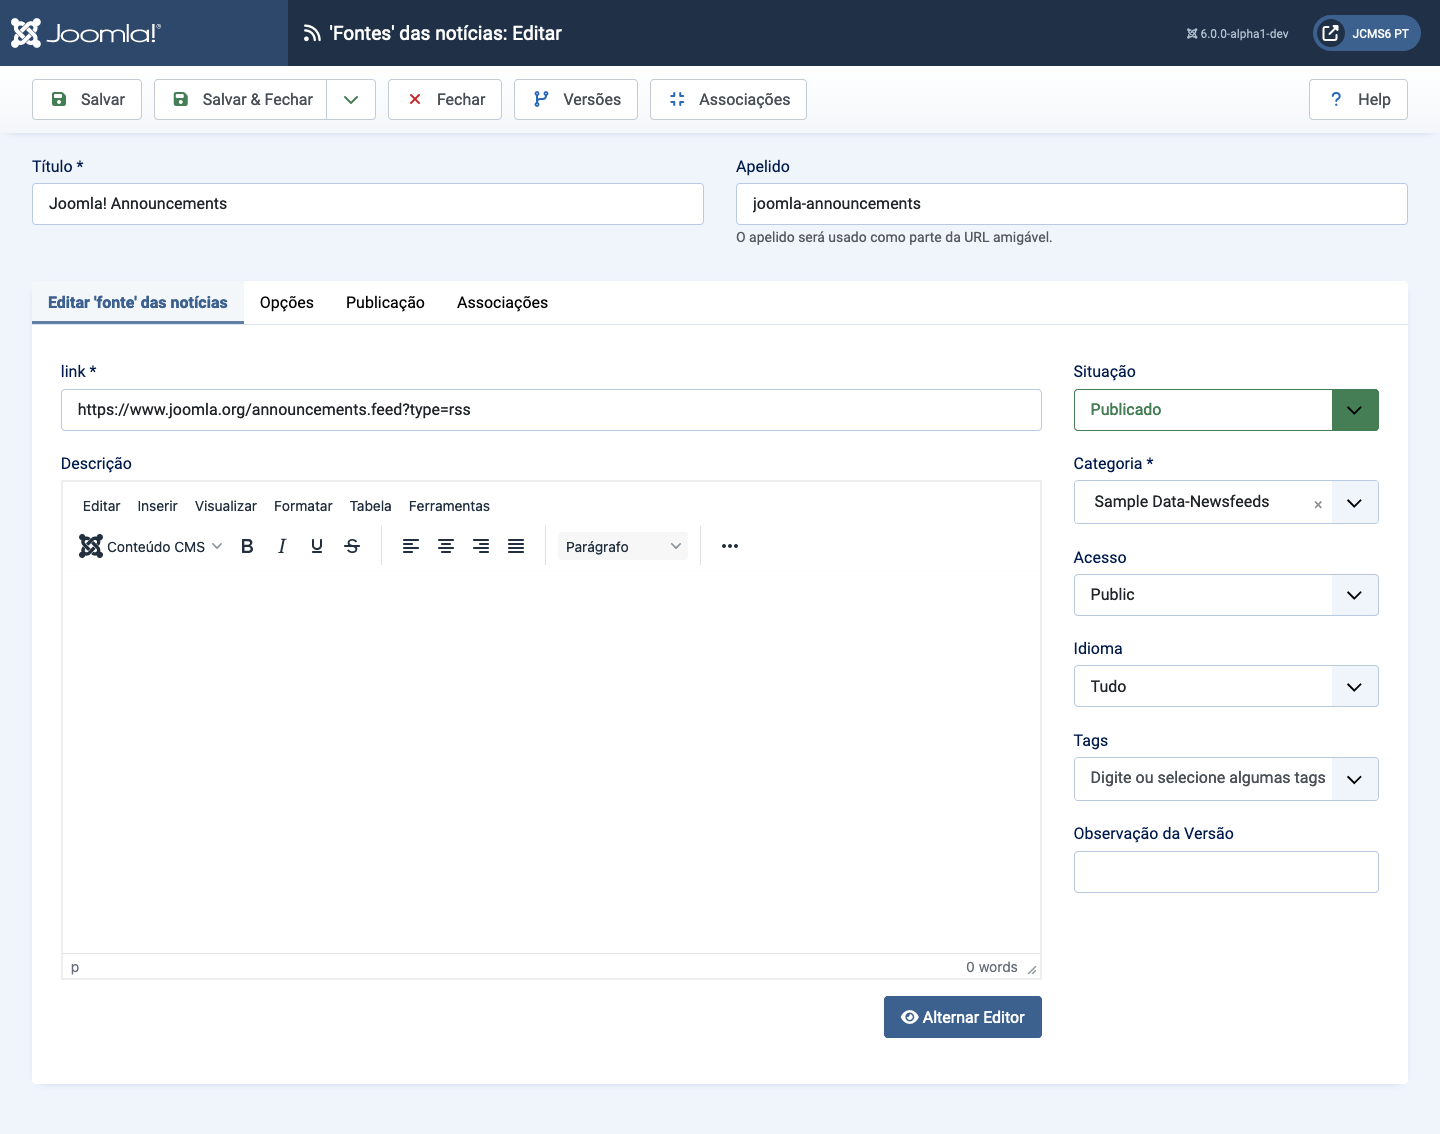 Joomla!®
'Fontes' das notícias: Editar
6.0.0-alpha1-dev
JCMS6 PT
Salvar
Salvar & Fechar
Fechar
Versões
Associações
? Help
Título *
Apelido
Joomla! Announcements
joomla-announcements
O apelido será usado como parte da URL amigável.
Editar 'fonte' das notícias
Opções
Publicação
Associações
link *
https://www.joomla.org/announcements.feed?type=rss
Descrição
Editar Inserir Visualizar Formatar Tabela Ferramentas
Conteúdo CMS B I U S Parágrafo
p
0 words
Alternar Editor
Situação
Publicado
Categoria *
Sample Data-Newsfeeds ×
Acesso
Public
Idioma
Tudo
Tags
Digite ou selecione algumas tags
Observação da Versão